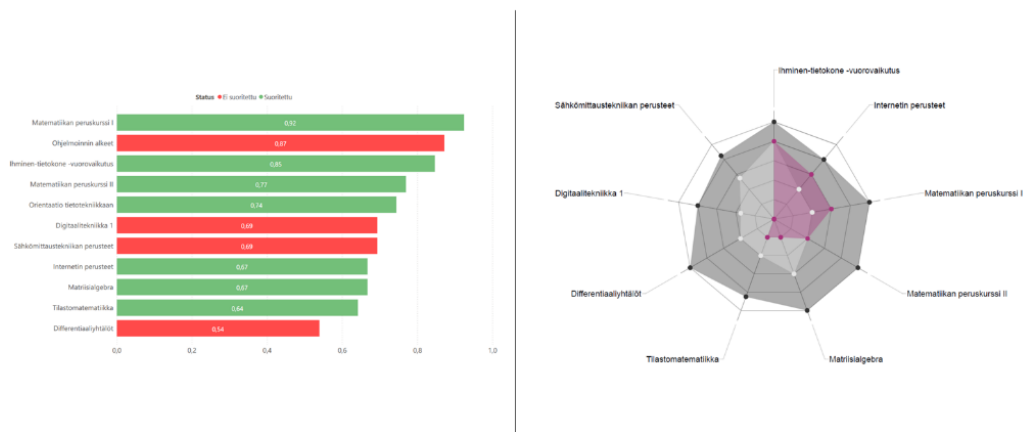 Status Ei suoritettu Suoritettu
Matematiikan peruskurssi I 0,92
Ohjelmoinnin alkeet 0,87
Ihminen-tietokone -vuorovaikutus 0,85
Matematiikan peruskurssi II 0,77
Orientaatio tietotekniikkaan 0,74
Digitaalitekniikka 1 0,69
Sähkömittaustekniikan perusteet 0,69
Internetin perusteet 0,67
Matriisialgebra 0,67
Tilastomatematiikka 0,64
Differentiaaliyhtälöt 0,54
0,0 0,2 0,4 0,6 0,8 1,0
Ihminen-tietokone -vuorovaikutus
Sähkömittaustekniikan perusteet
Internetin perusteet
Digitaalitekniikka 1
Matematiikan peruskurssi I
Differentiaaliyhtälöt
Matematiikan peruskurssi II
Tilastomatematiikka
Matriisialgebra